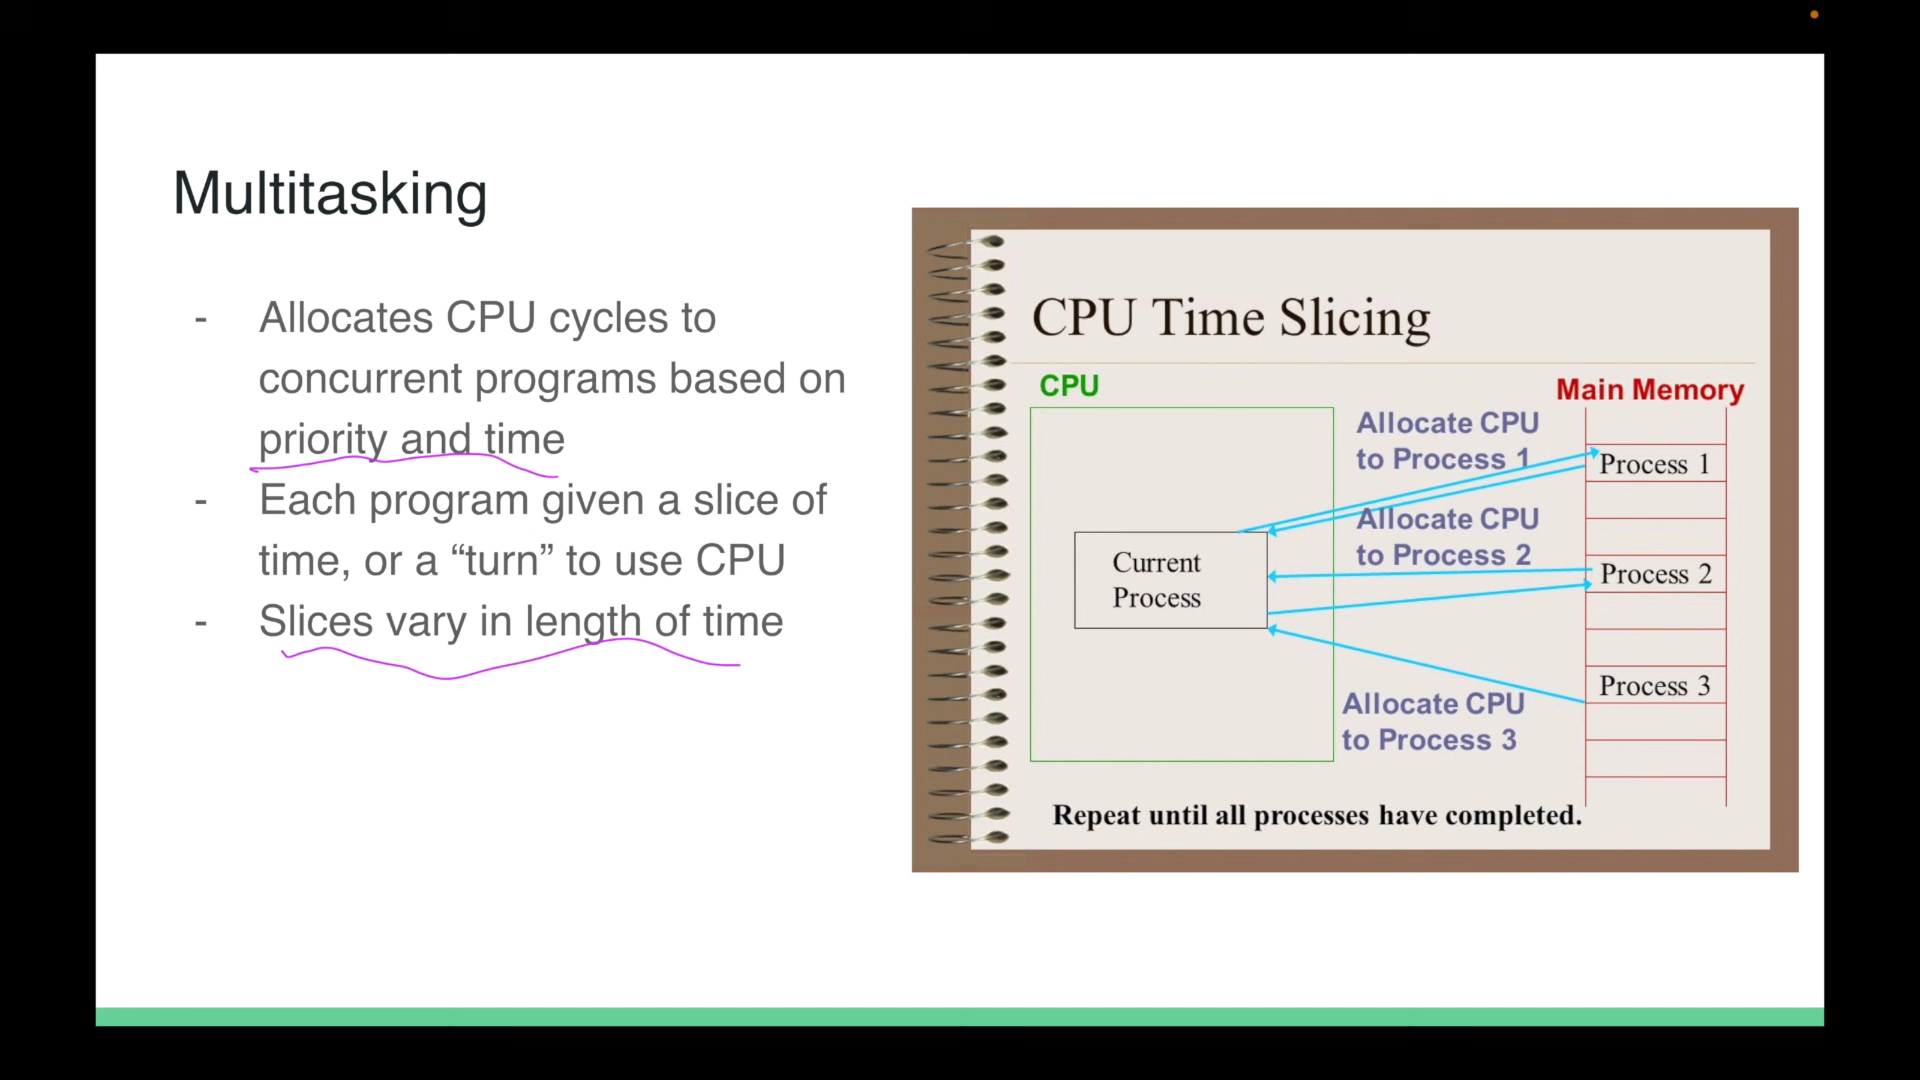 Multitasking
- Allocates CPU cycles to
concurrent programs based on
priority and time
- Each program given a slice of
time, or a “turn” to use CPU
- Slices vary in length of time
CPU Time Slicing
CPU
Main Memory
Allocate CPU
to Process 1
Process 1
Allocate CPU
to Process 2
Current
Process
Process 2
Process 3
Allocate CPU
to Process 3
Repeat until all processes have completed.